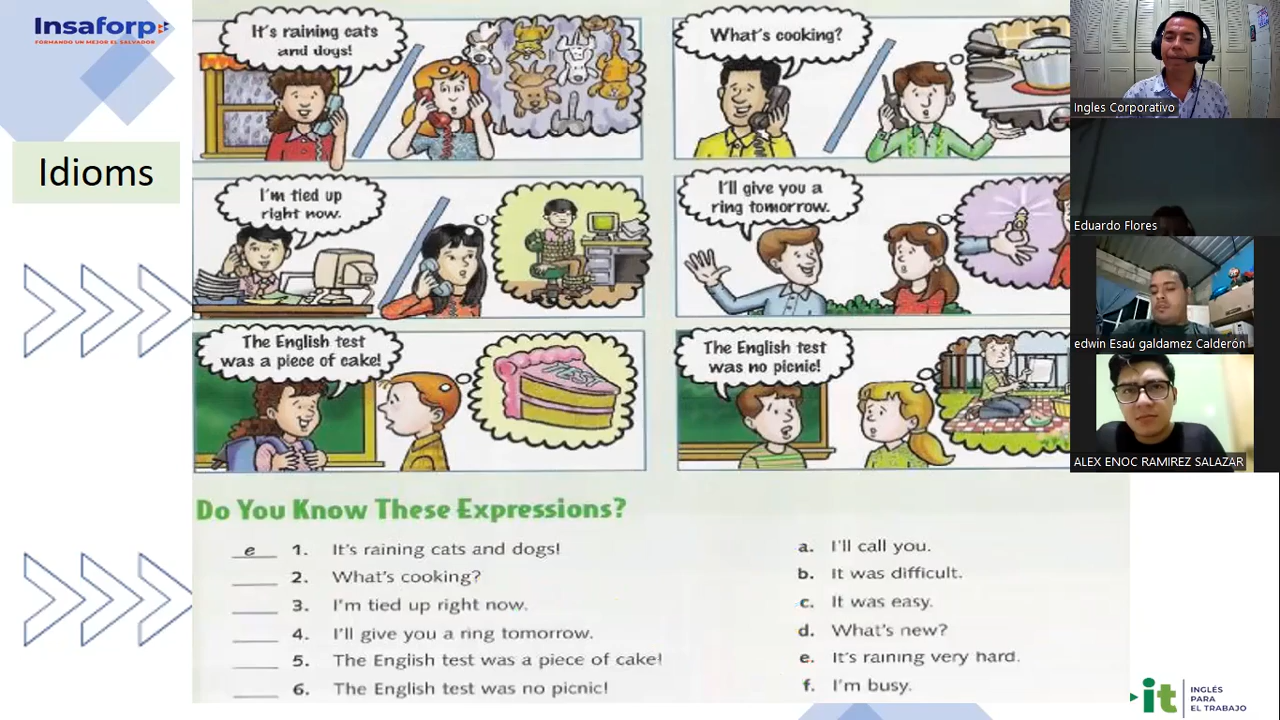 Insaforp
FORMANDO UN MEJOR EL SALVADOR
Idioms
It's raining cats
and dogs!
What's cooking?
I'm tied up
right now.
I'll give you a
ring tomorrow.
The English test
was a piece of cake!
TEST
The English test
was no picnic!
Do You Know These Expressions?
e 1. It's raining cats and dogs!
2. What's cooking?
3. I'm tied up right now.
4. I'll give you a ring tomorrow.
5. The English test was a piece of cake!
6. The English test was no picnic!
a. I'll call you.
b. It was difficult.
c. It was easy.
d. What's new?
e. It's raining very hard.
f. I'm busy.
Ingles Corporativo
Eduardo Flores
edwin Esaú galdamez Calderón
ALEX ENOC RAMIREZ SALAZAR
it
INGLÉS
PARA
EL TRABAJO